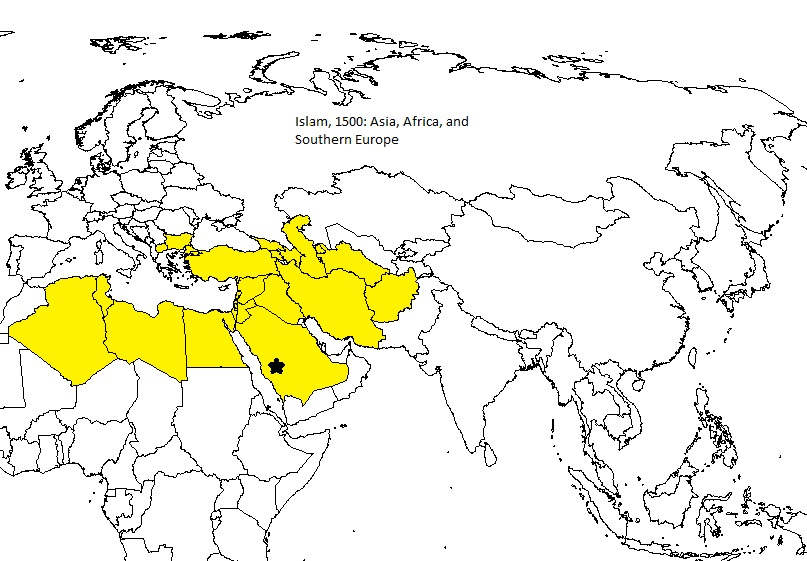 Islam, 1500: Asia, Africa, and
Southern Europe